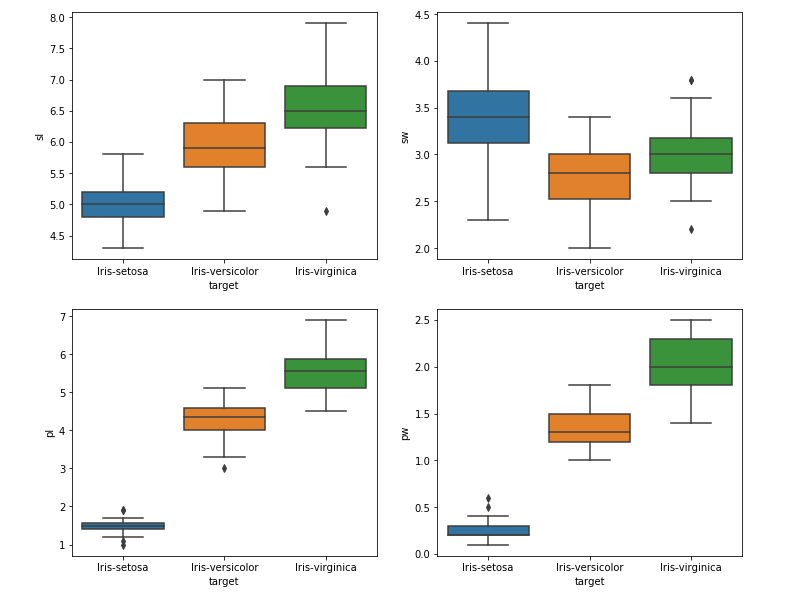 8.0
7.5
7.0
6.5
6.0
5.5
5.0
4.5
sl
Iris-setosa Iris-versicolor Iris-virginica
target
4.5
4.0
3.5
3.0
2.5
2.0
sw
Iris-setosa Iris-versicolor Iris-virginica
target
7
6
5
4
3
2
1
pl
Iris-setosa Iris-versicolor Iris-virginica
target
2.5
2.0
1.5
1.0
0.5
0.0
pw
Iris-setosa Iris-versicolor Iris-virginica
target